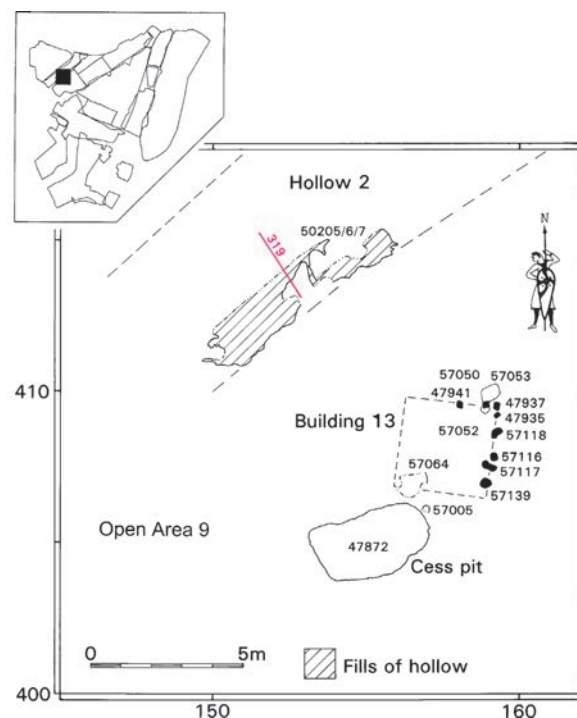 Hollow 2
50205/6/7
319
N
410
57050 57053
47941 47937
47935
Building 13 57052 57118
57116
57064 57117
57139
57005
Open Area 9
47872
Cess pit
0 5m
Fills of hollow
400
150 160